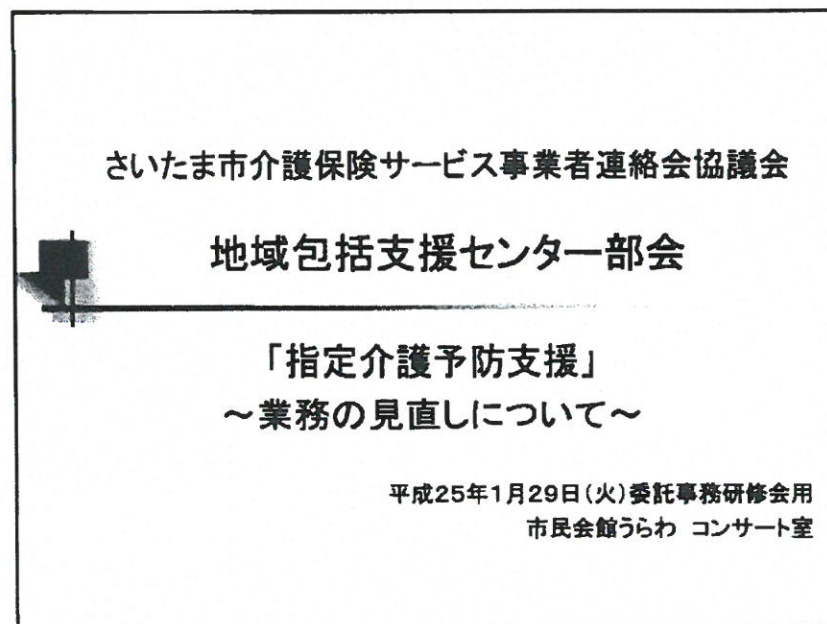 さいたま市介護保険サービス事業者連絡会協議会
地域包括支援センター部会
「指定介護予防支援」
～業務の見直しについて～
平成25年1月29日(火)委託事務研修会用
市民会館うらわ コンサート室